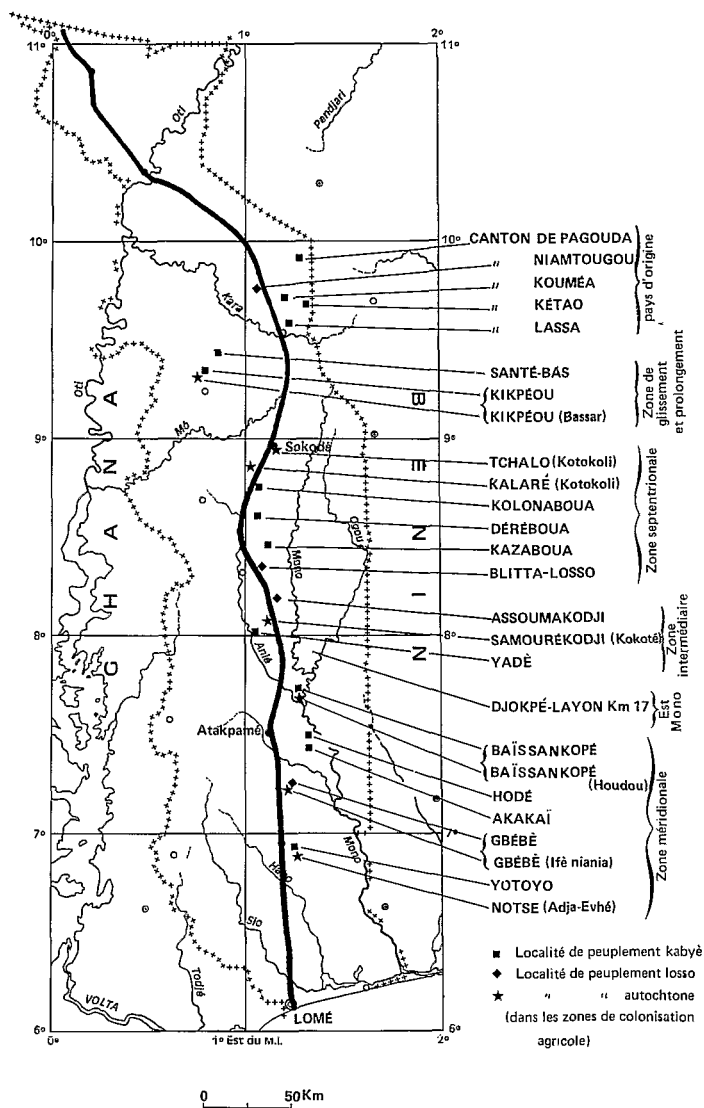 0° 1° 2°
11° 11°
Oti
Pendjari
10° 10°
Kara
CANTON DE PAGOUDA
" NIAMTOUGOU
" KOUMÉA
" KÉTAO
" LASSA
pays d'origine
SANTÉ-BAS
KIKPÉOU
KIKPÉOU (Bassar)
Zone de
glissement
et prolongement
Oti
Mô
9° 9°
Sokodé
TCHALO (Kotokoli)
KALARÉ (Kotokoli)
KOLONABOUA
DÉRÉBOUA
KAZABOUA
BLITTA-LOSSO
Zone septentrionale
Ogou
Mono
GHANA
BENIN
ASSOUMAKODJI
SAMOURÉKODJI (Kokoté)
YADÈ
Zone
intermédiaire
8° 8°
Anié
DJOKPÉ-LAYON Km 17
Est
Mono
Atakpamé
BAÏSSANKOPÉ
BAÏSSANKOPÉ
(Houdou)
HODÉ
AKAKAÏ
GBÉBÈ
GBÉBÈ (Ifè niania)
YOTOYO
NOTSE (Adja-Evhé)
Zone méridionale
7° 7°
Mono
Haho
Sio
Todjé
VOLTA
LOMÉ
6° 6°
0° 1° Est du M.I. 2°
Localité de peuplement kabyè
Localité de peuplement losso
" " autochtone
(dans les zones de colonisation
agricole)
0 50 Km